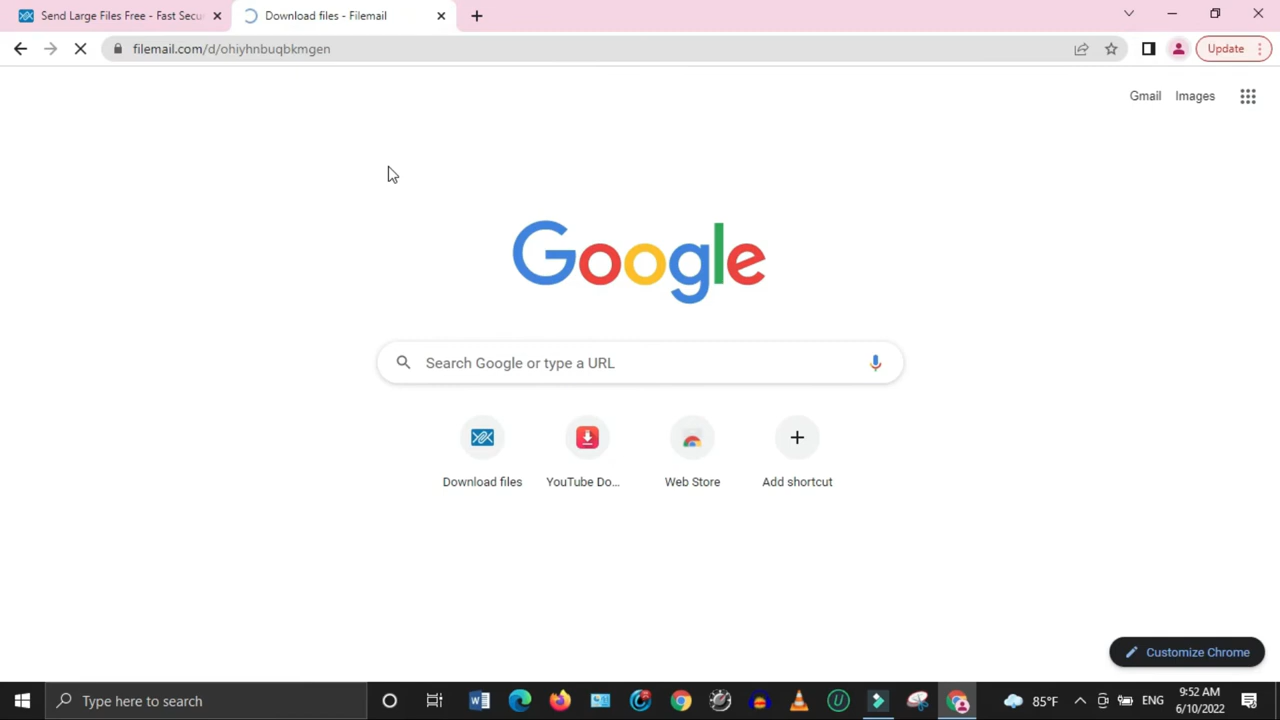 Send Large Files Free - Fast Secu
Download files - Filemail
filemail.com/d/ohiyhnbuqbkmgen
Update
Gmail
Images
Google
Search Google or type a URL
Download files
YouTube Do...
Web Store
Add shortcut
Customize Chrome
Type here to search
85°F
ENG
9:52 AM
6/10/2022